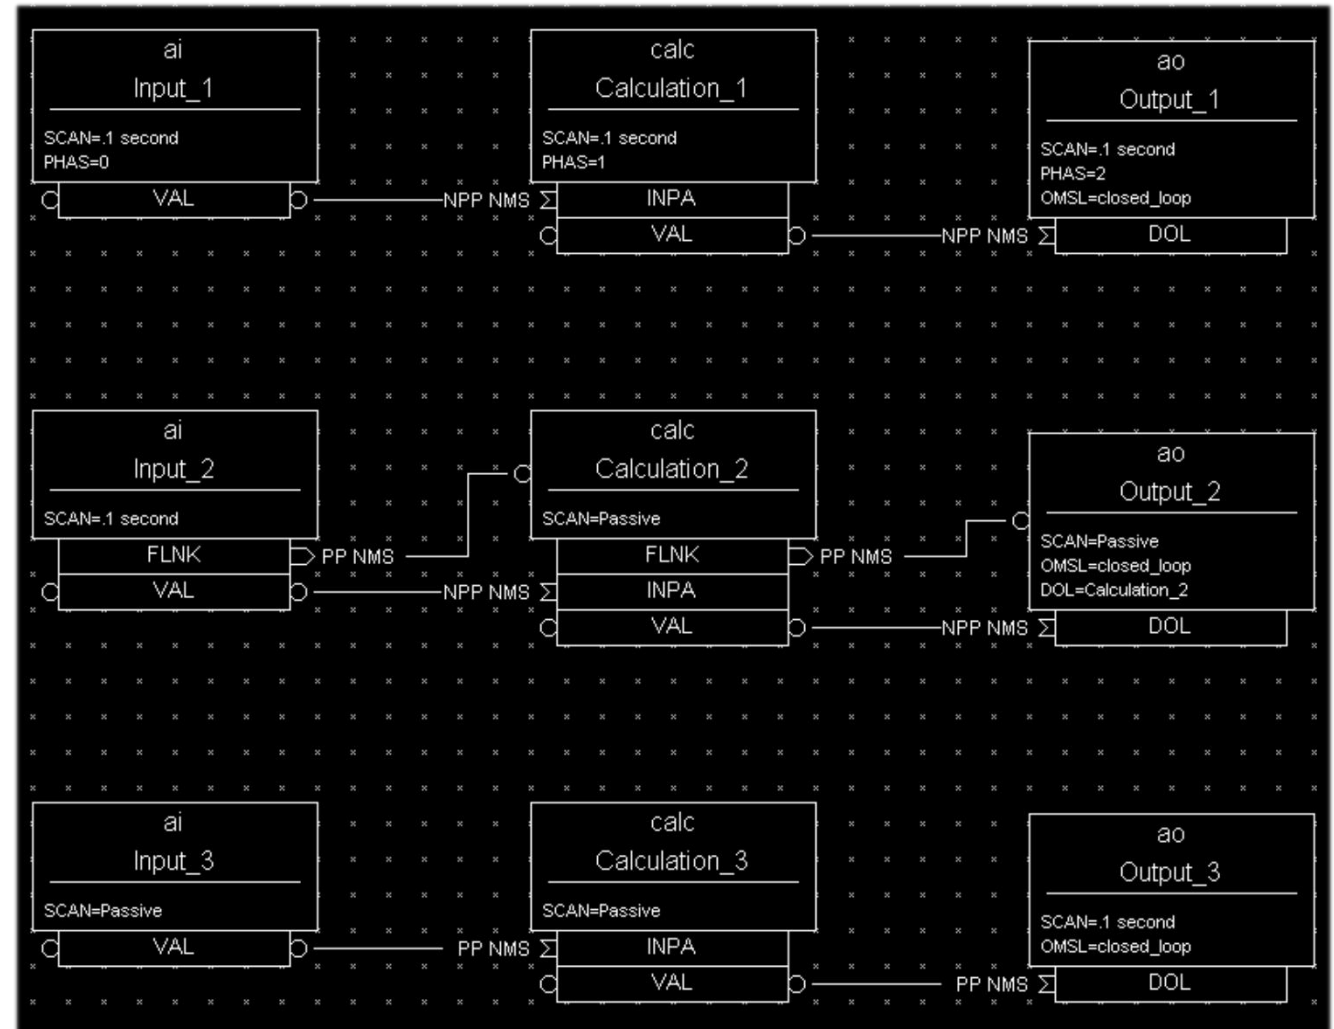 ai
Input_1
SCAN=.1 second
PHAS=0
VAL
NPP NMS
calc
Calculation_1
SCAN=.1 second
PHAS=1
INPA
VAL
NPP NMS
ao
Output_1
SCAN=.1 second
PHAS=2
OMSL=closed_loop
DOL
ai
Input_2
SCAN=.1 second
FLNK
PP NMS
VAL
NPP NMS
calc
Calculation_2
SCAN=Passive
FLNK
PP NMS
INPA
VAL
NPP NMS
ao
Output_2
SCAN=Passive
OMSL=closed_loop
DOL=Calculation_2
DOL
ai
Input_3
SCAN=Passive
VAL
PP NMS
calc
Calculation_3
SCAN=Passive
INPA
VAL
PP NMS
ao
Output_3
SCAN=.1 second
OMSL=closed_loop
DOL